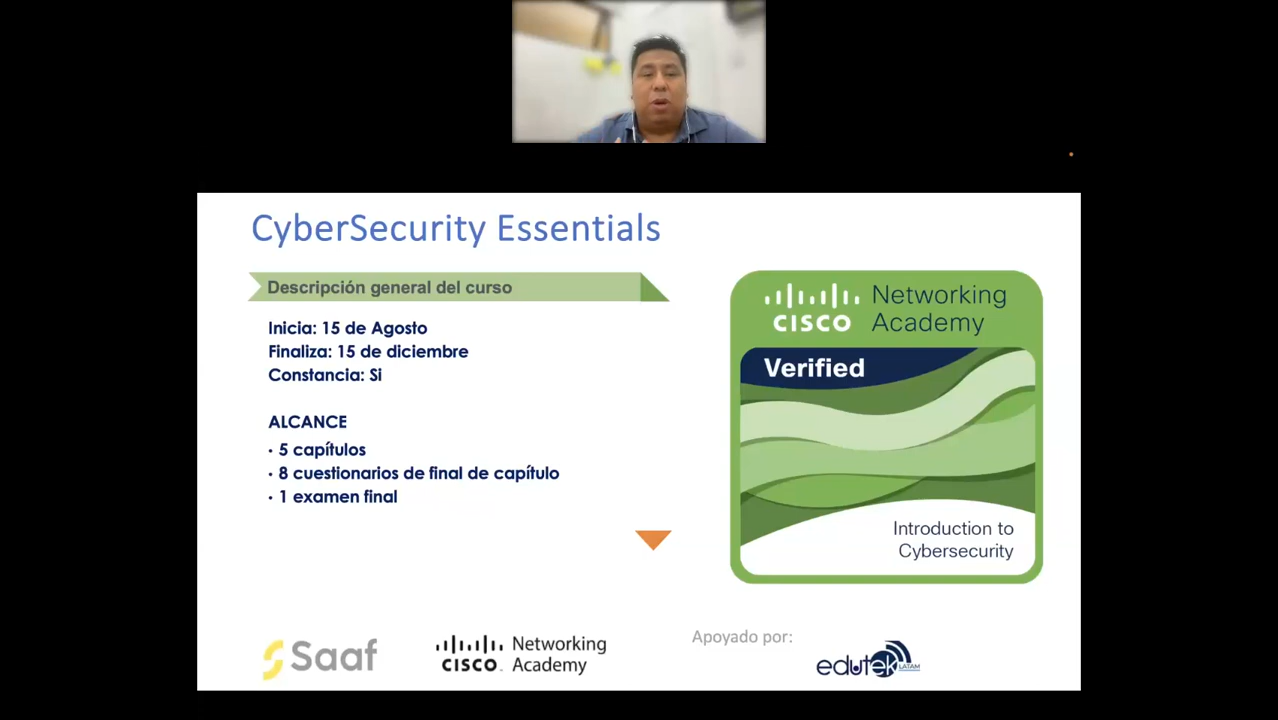 CyberSecurity Essentials
Descripción general del curso
Inicia: 15 de Agosto
Finaliza: 15 de diciembre
Constancia: Si
ALCANCE
• 5 capítulos
• 8 cuestionarios de final de capítulo
• 1 examen final
CISCO Networking Academy
Verified
Introduction to
Cybersecurity
Saaf
CISCO Networking Academy
Apoyado por:
edutek LATAM